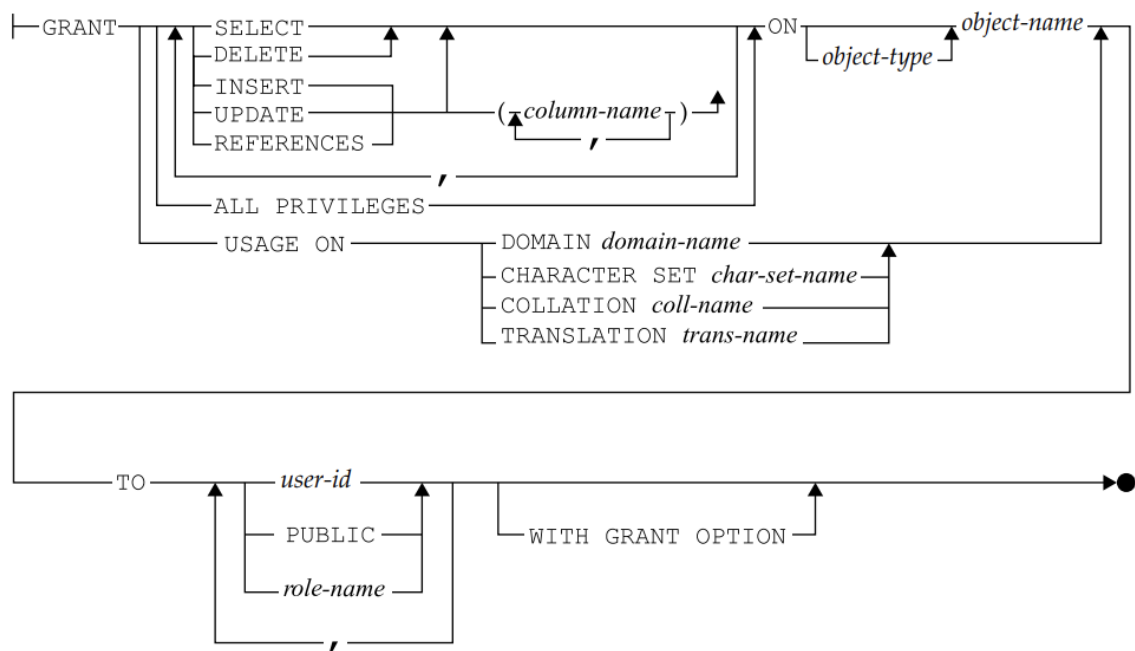 GRANT SELECT ON object-name
DELETE object-type
INSERT
UPDATE ( column-name )
REFERENCES ,
,
ALL PRIVILEGES
USAGE ON DOMAIN domain-name
CHARACTER SET char-set-name
COLLATION coll-name
TRANSLATION trans-name
TO user-id
PUBLIC WITH GRANT OPTION
role-name
,